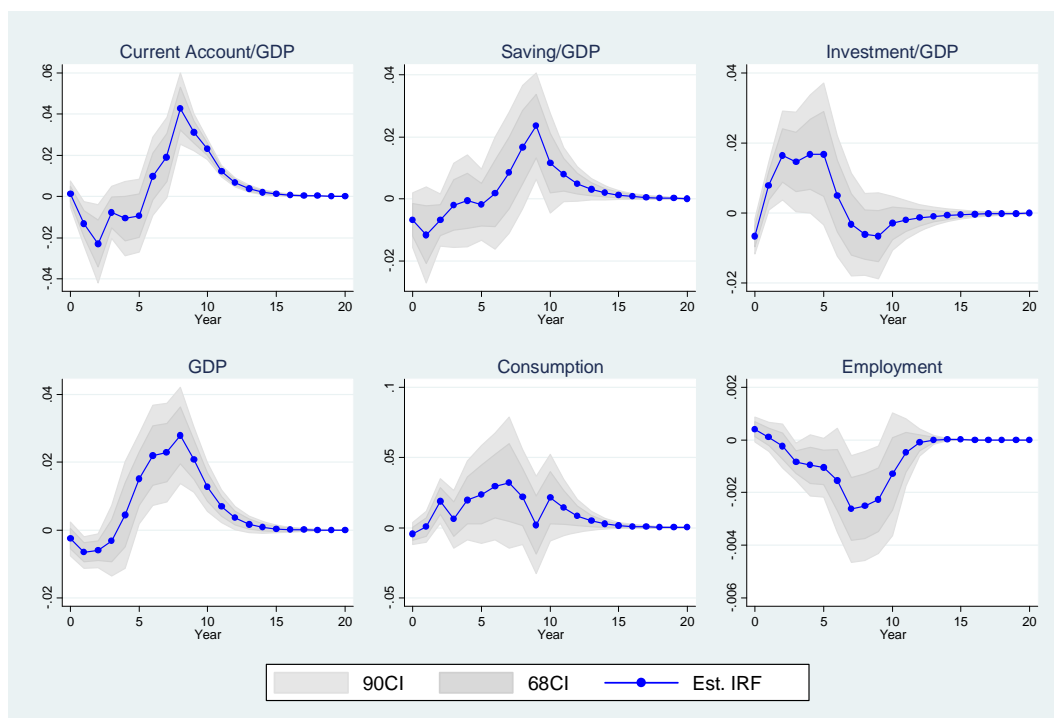 Current Account/GDP
.06
.04
.02
0
-.02
-.04
0 5 10 15 20
Year
Saving/GDP
.04
.02
0
-.02
0 5 10 15 20
Year
Investment/GDP
.04
.02
0
-.02
0 5 10 15 20
Year
GDP
.04
.02
0
-.02
0 5 10 15 20
Year
Consumption
.1
.05
0
-.05
0 5 10 15 20
Year
Employment
.002
0
-.002
-.004
-.006
0 5 10 15 20
Year
90CI 68CI Est. IRF